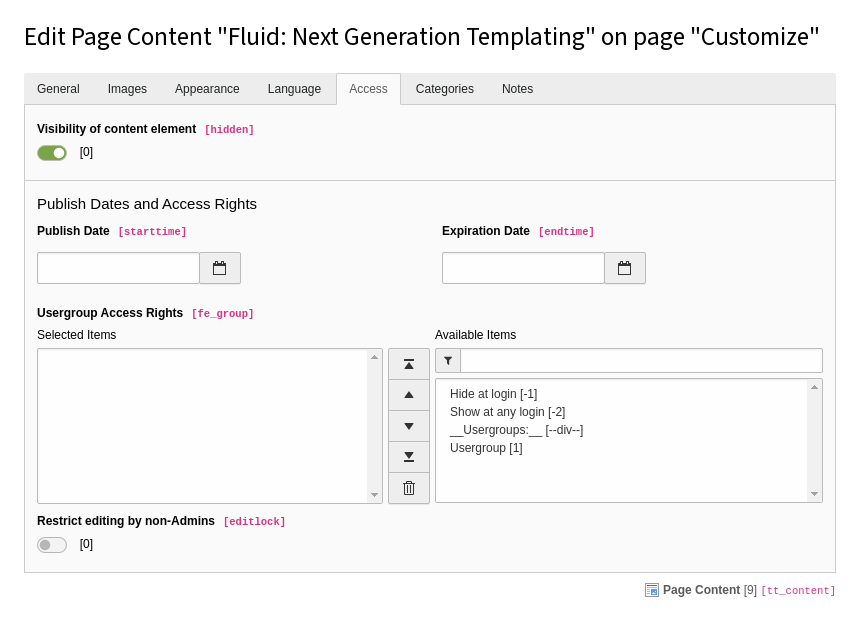 Edit Page Content "Fluid: Next Generation Templating" on page "Customize"
General Images Appearance Language Access Categories Notes
Visibility of content element [hidden]
[0]
Publish Dates and Access Rights
Publish Date [starttime] Expiration Date [endtime]
Usergroup Access Rights [fe_group]
Selected Items Available Items
Hide at login [-1]
Show at any login [-2]
__Usergroups:__ [--div--]
Usergroup [1]
Restrict editing by non-Admins [editlock]
[0]
Page Content [9] [tt_content]